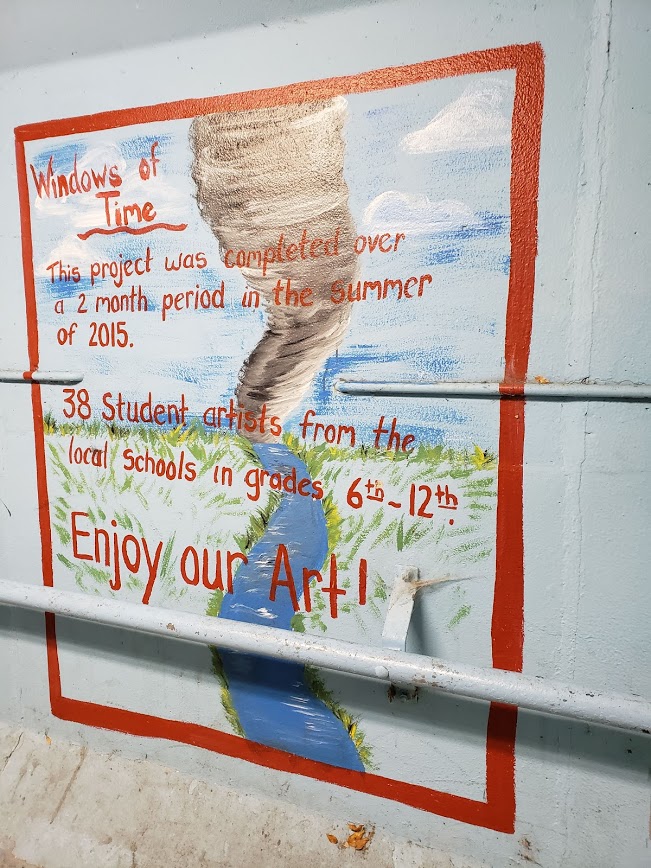 Windows of
Time
This project was completed over
a 2 month period in the summer
of 2015.
38 Student artists from the
local schools in grades 6th - 12th.
Enjoy our Art!